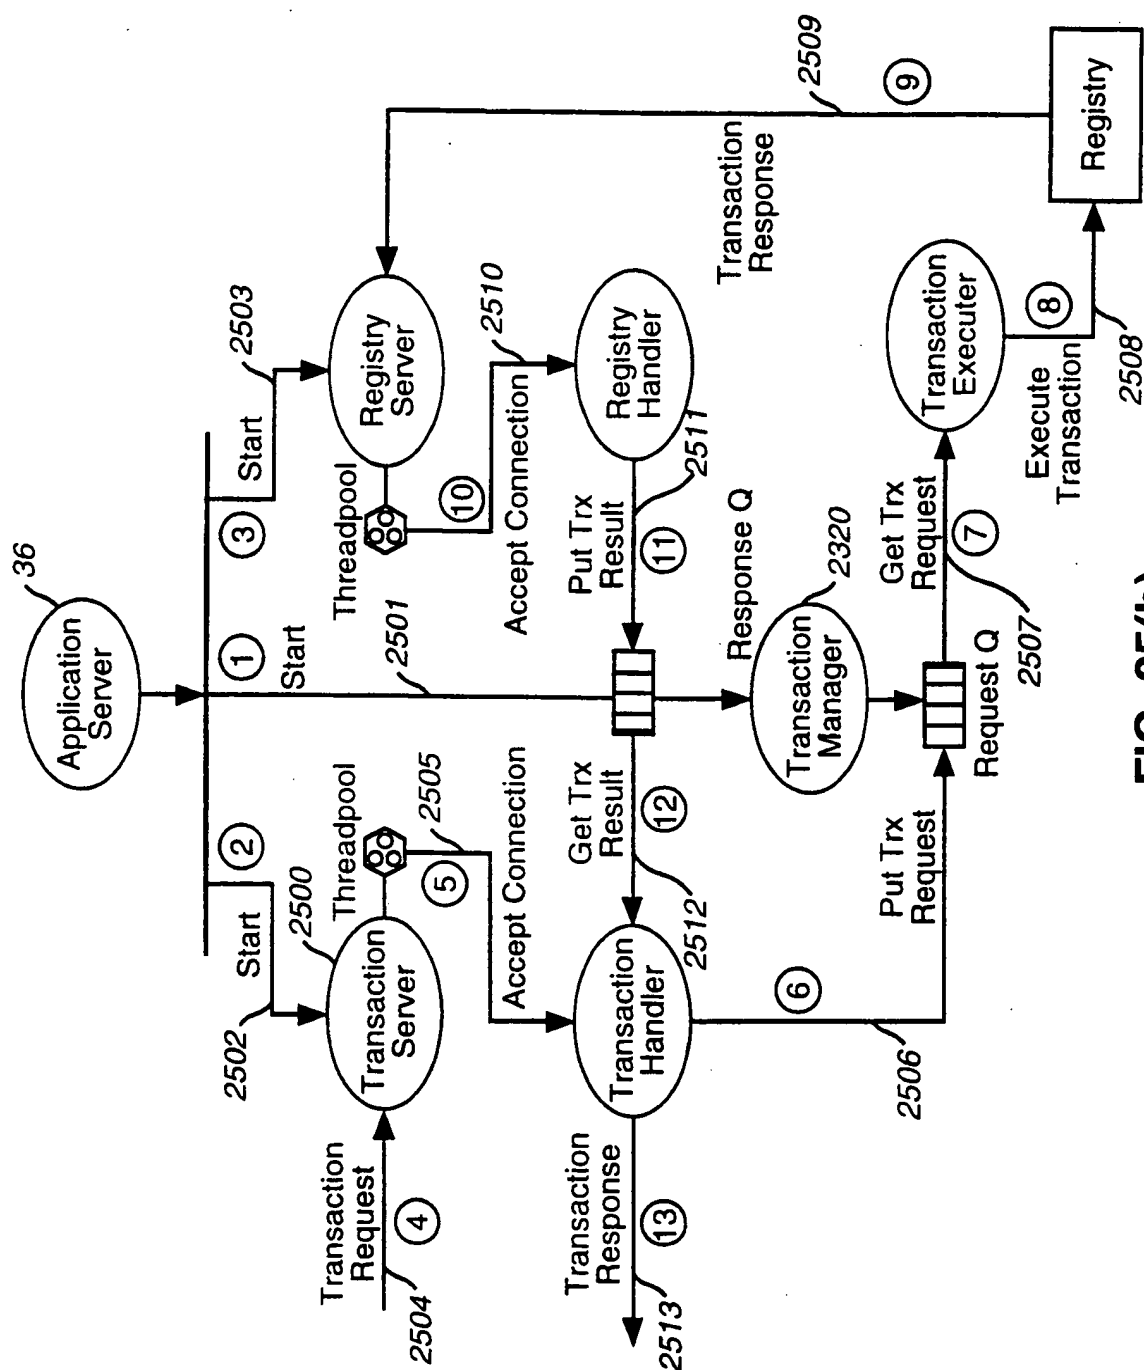 36
Application
Server
2
Start
2502
1
Start
2501
3
Start
2503
Transaction
Request
4
2504
2500
Transaction
Server
Threadpool
5
2505
Accept Connection
Threadpool
Registry
Server
10
2510
Accept Connection
Transaction
Response
9
2509
Transaction
Response
13
2513
Transaction
Handler
Get Trx
Result
12
2512
Put Trx
Result
11
2511
Registry
Handler
Response Q
2320
Transaction
Manager
6
2506
Put Trx
Request
Request Q
Get Trx
Request
7
2507
Transaction
Executer
Execute
Transaction
8
2508
Registry